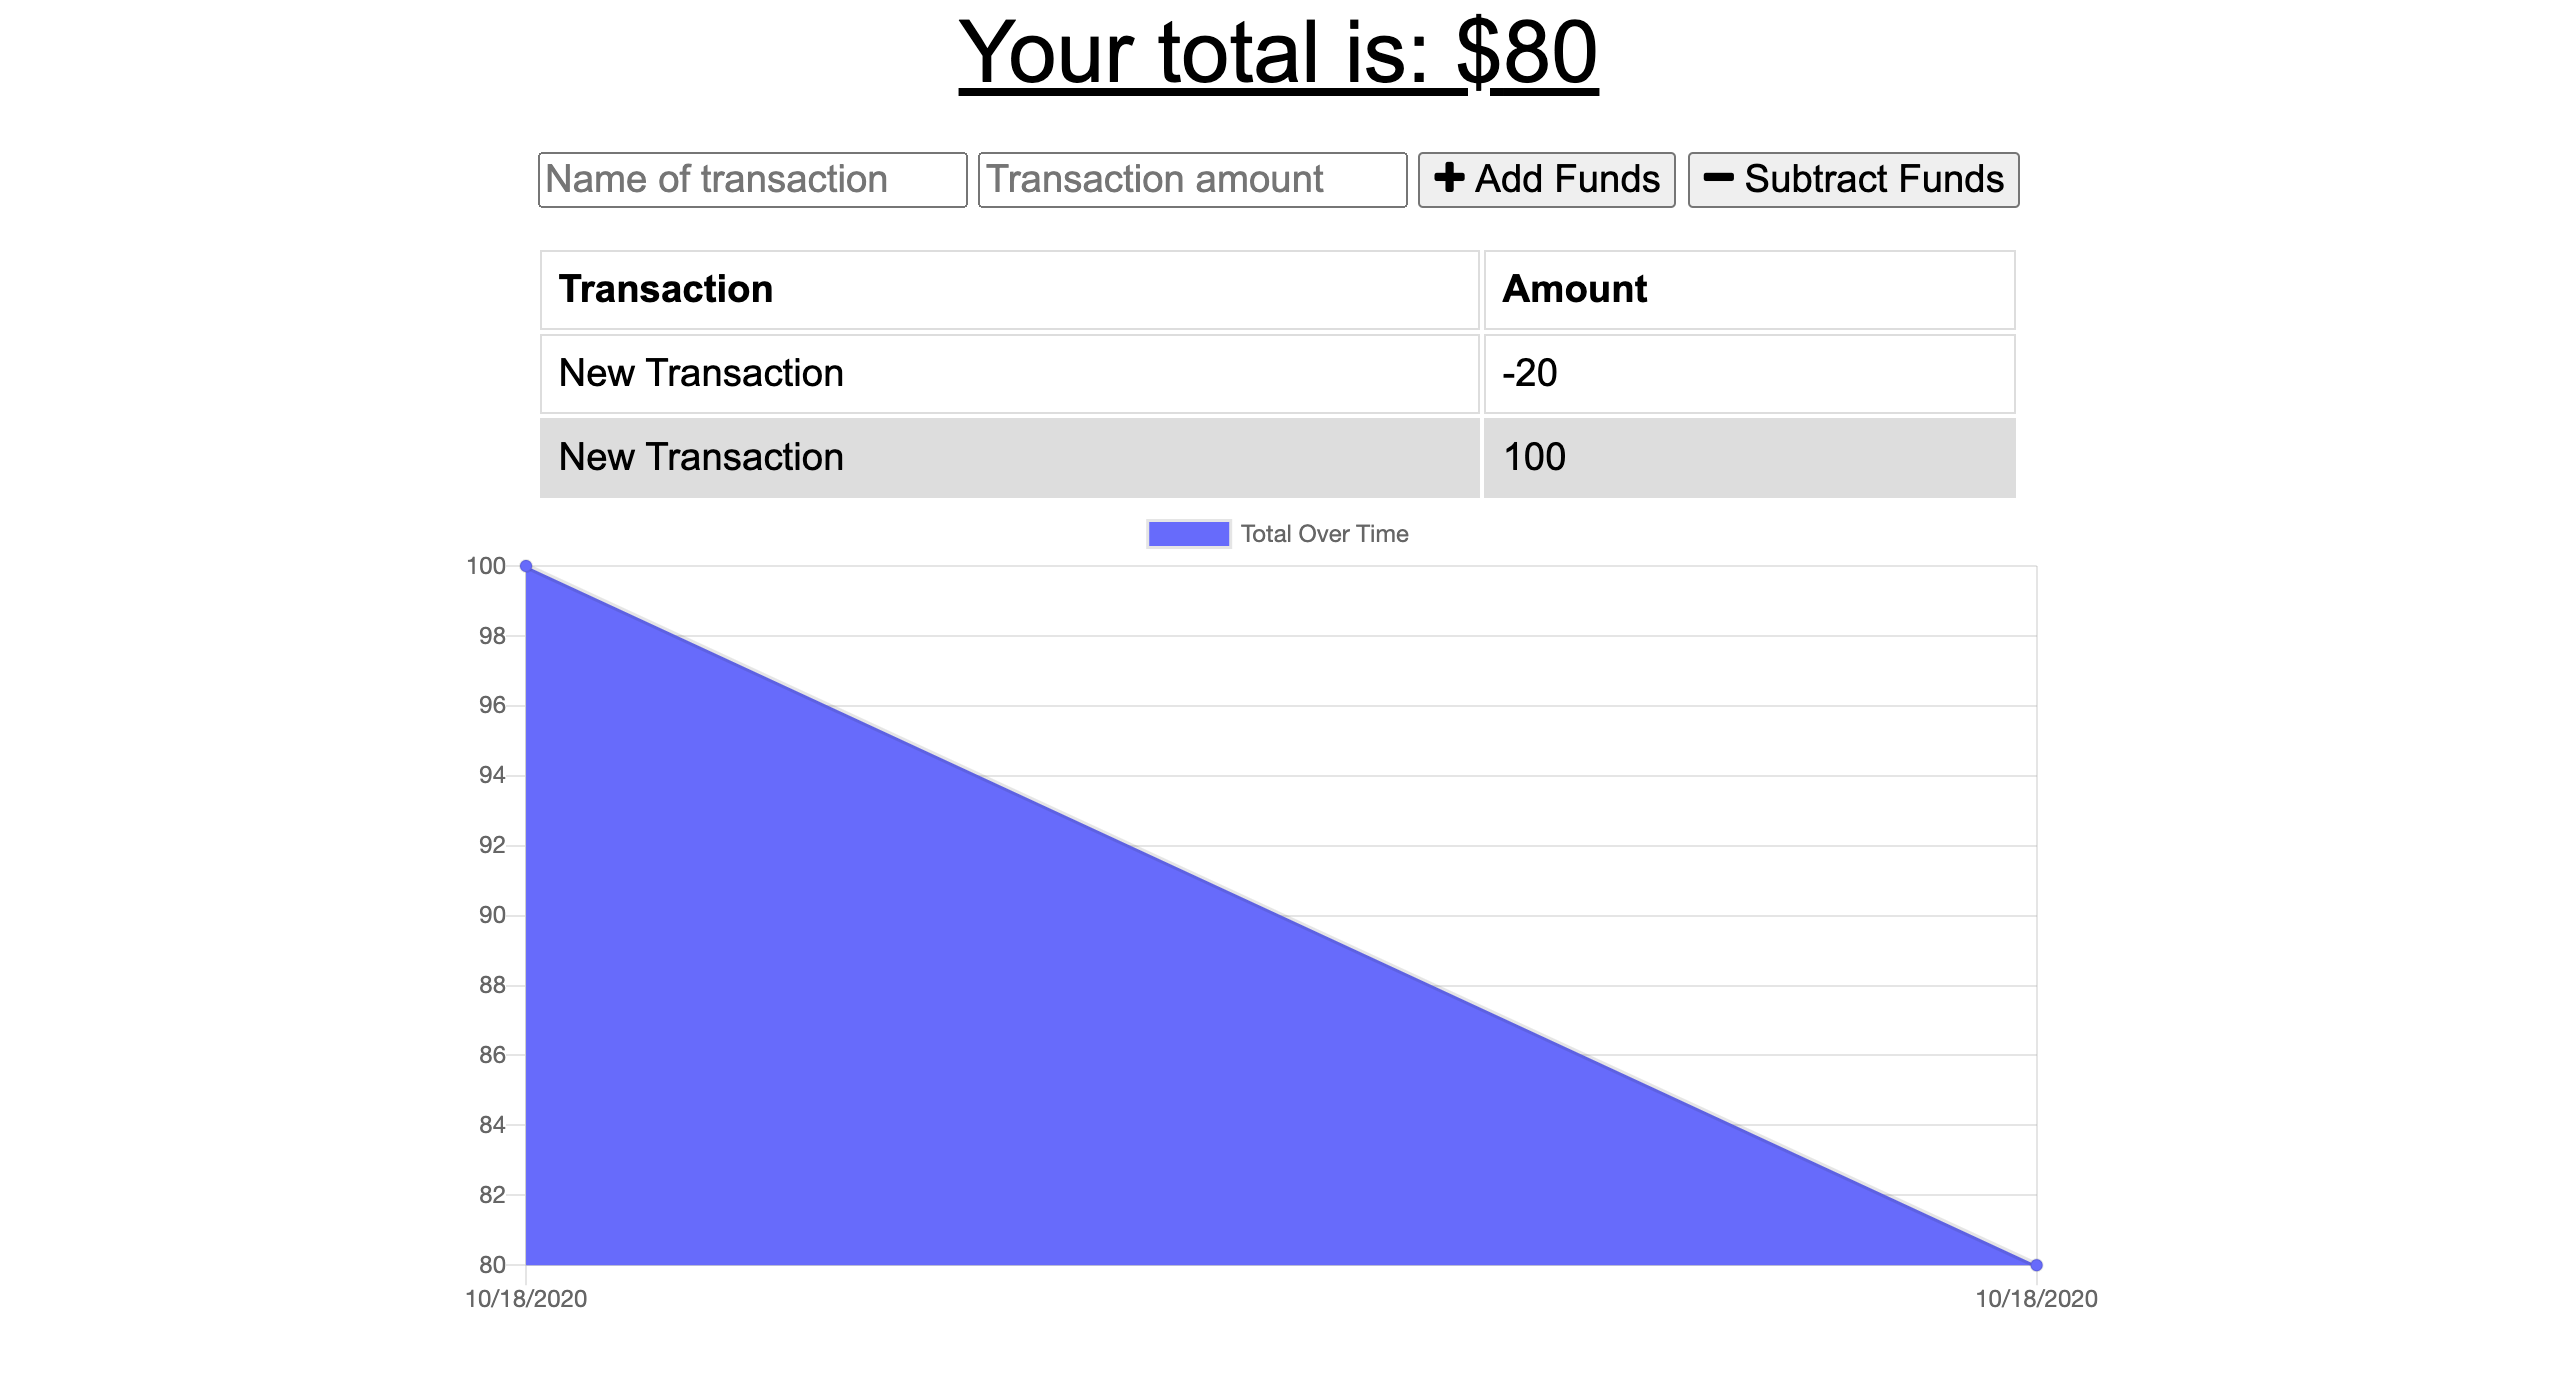 Your total is: $80
Name of transaction Transaction amount Add Funds Subtract Funds
Transaction Amount
New Transaction -20
New Transaction 100
Total Over Time
100
98
96
94
92
90
88
86
84
82
80
10/18/2020 10/18/2020